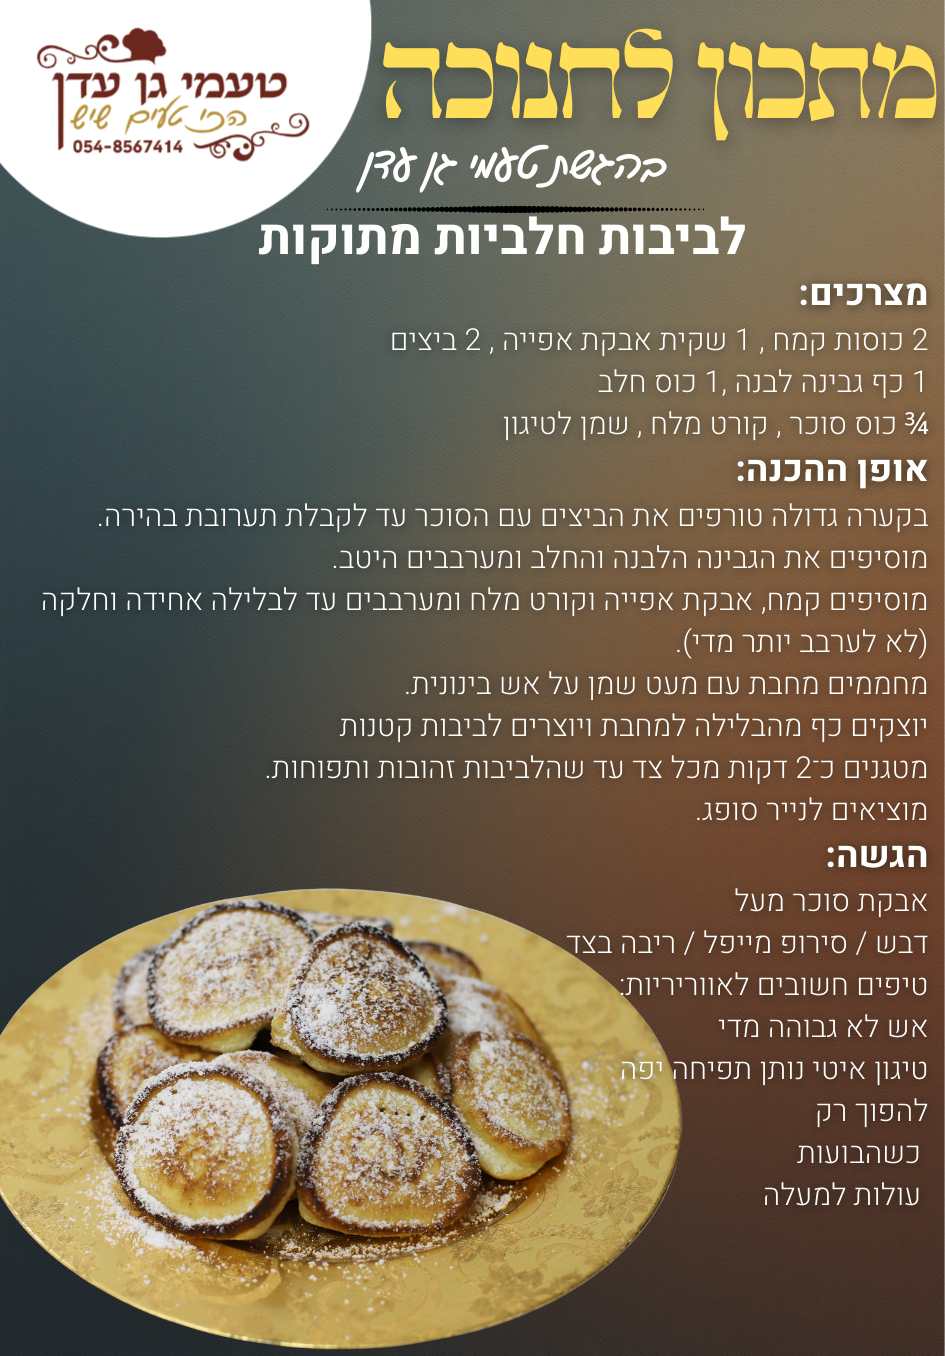 טעמי גן עדן
הכי טעים שיש
054-8567414
מתכון לחנוכה
בהגשת טעמי גן עדן
לביבות חלביות מתוקות
מצרכים:
2 כוסות קמח , 1 שקית אבקת אפייה , 2 ביצים
1 כף גבינה לבנה ,1 כוס חלב
¾ כוס סוכר , קורט מלח , שמן לטיגון
אופן ההכנה:
בקערה גדולה טורפים את הביצים עם הסוכר עד לקבלת תערובת בהירה.
מוסיפים את הגבינה הלבנה והחלב ומערבבים היטב.
מוסיפים קמח, אבקת אפייה וקורט מלח ומערבבים עד לבלילה אחידה וחלקה
(לא לערבב יותר מדי).
מחממים מחבת עם מעט שמן על אש בינונית.
יוצקים כף מהבלילה למחבת ויוצרים לביבות קטנות
מטגנים כ־2 דקות מכל צד עד שהלביבות זהובות ותפוחות.
מוציאים לנייר סופג.
הגשה:
אבקת סוכר מעל
דבש / סירופ מייפל / ריבה בצד
טיפים חשובים לאווריריות:
אש לא גבוהה מדי
טיגון איטי נותן תפיחה יפה
להפוך רק
כשהבועות
עולות למעלה